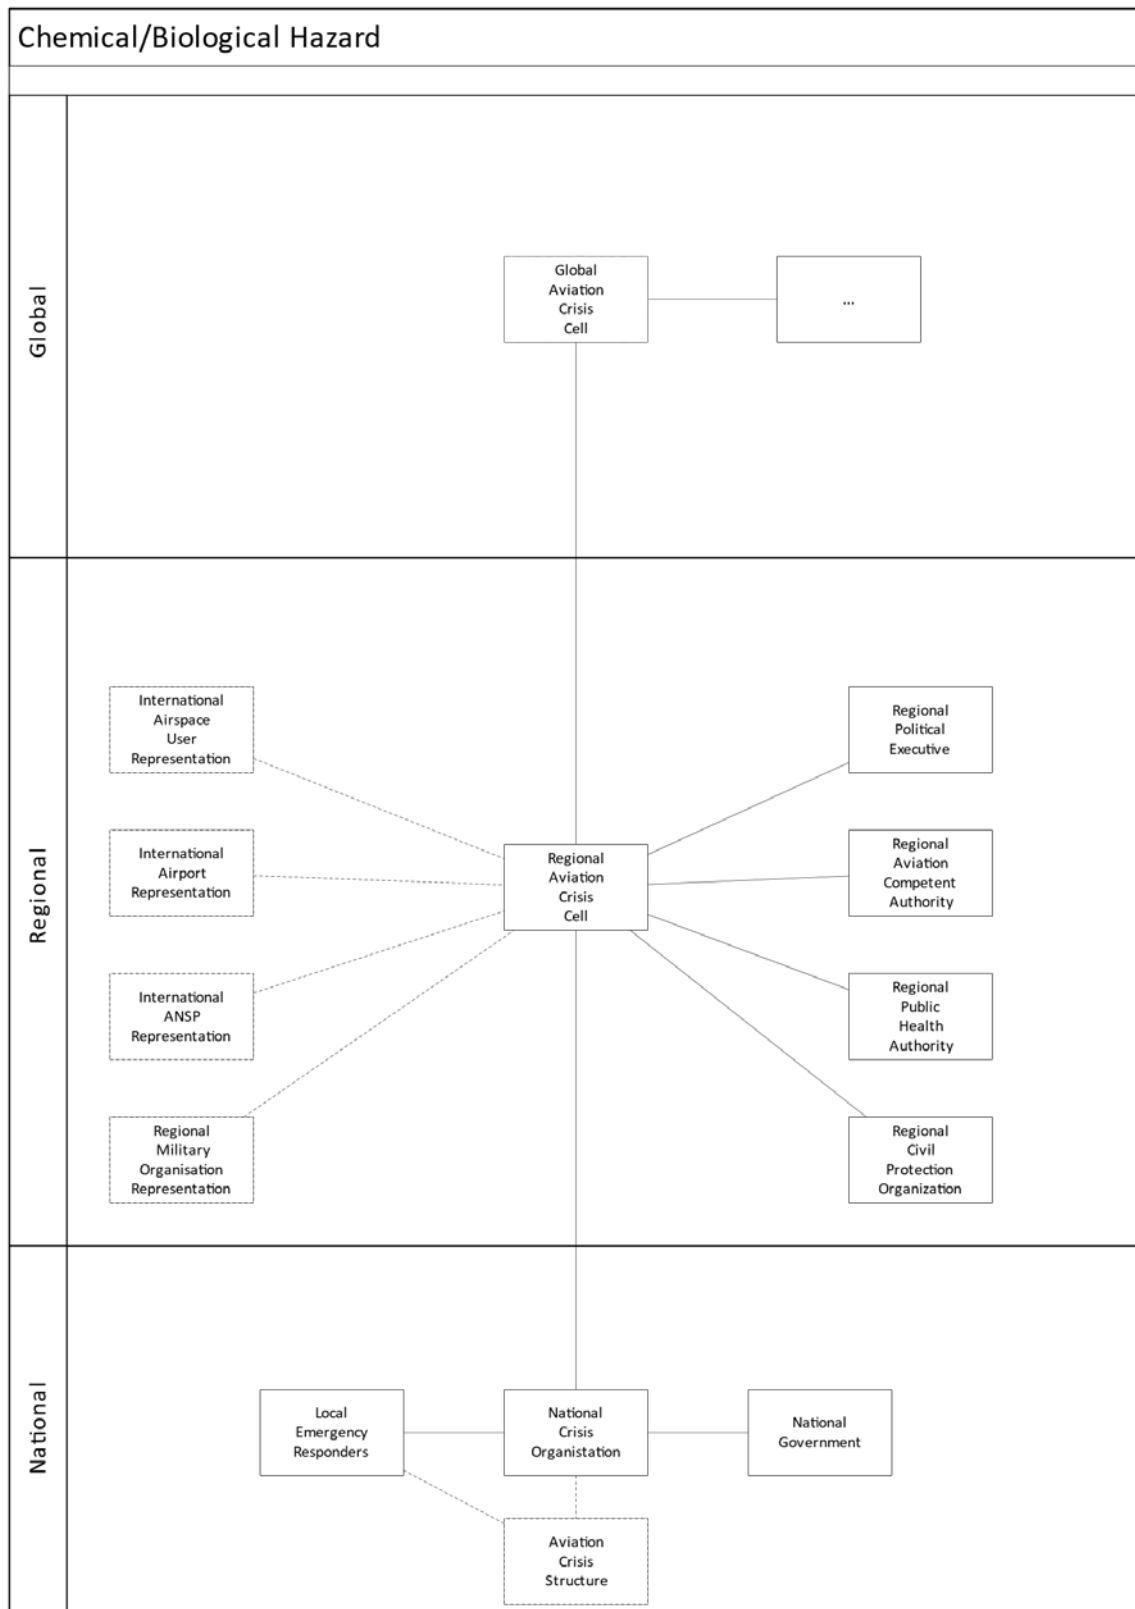 Chemical/Biological Hazard
Global
Global
Aviation
Crisis
Cell
...
Regional
International
Airspace
User
Representation
Regional
Political
Executive
International
Airport
Representation
Regional
Aviation
Crisis
Cell
Regional
Aviation
Competent
Authority
International
ANSP
Representation
Regional
Public
Health
Authority
Regional
Military
Organisation
Representation
Regional
Civil
Protection
Organization
National
Local
Emergency
Responders
National
Crisis
Organistation
National
Government
Aviation
Crisis
Structure